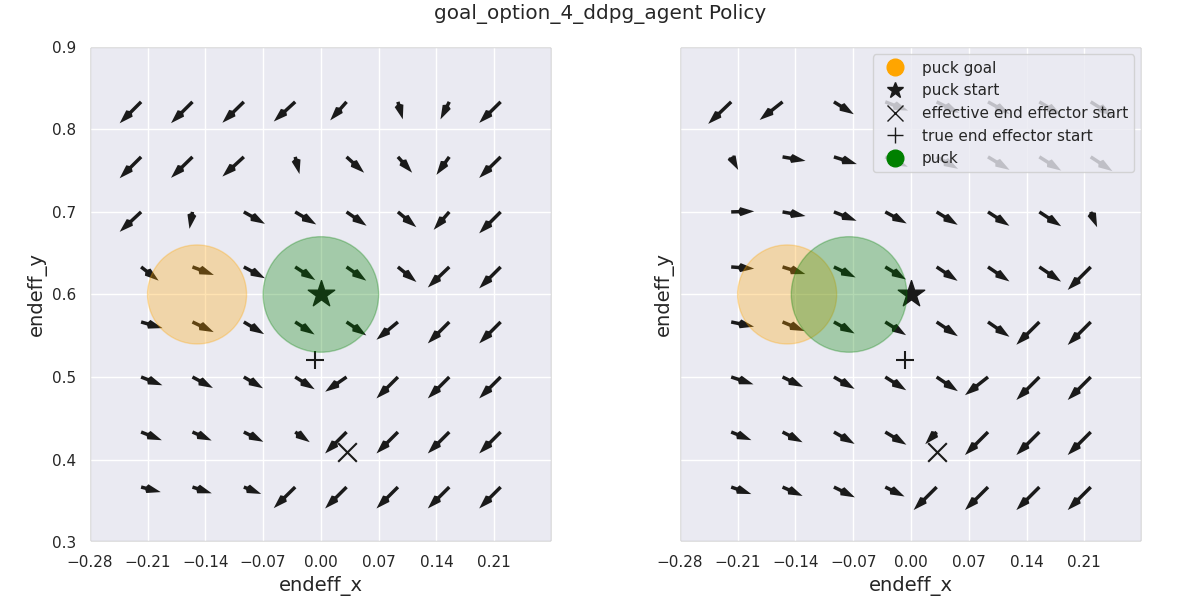 goal_option_4_ddpg_agent Policy
0.9
0.8
0.7
0.6
0.5
0.4
0.3
endeff_y
−0.28 −0.21 −0.14 −0.07 0.00 0.07 0.14 0.21
endeff_x
puck goal
puck start
effective end effector start
true end effector start
puck
endeff_y
−0.28 −0.21 −0.14 −0.07 0.00 0.07 0.14 0.21
endeff_x